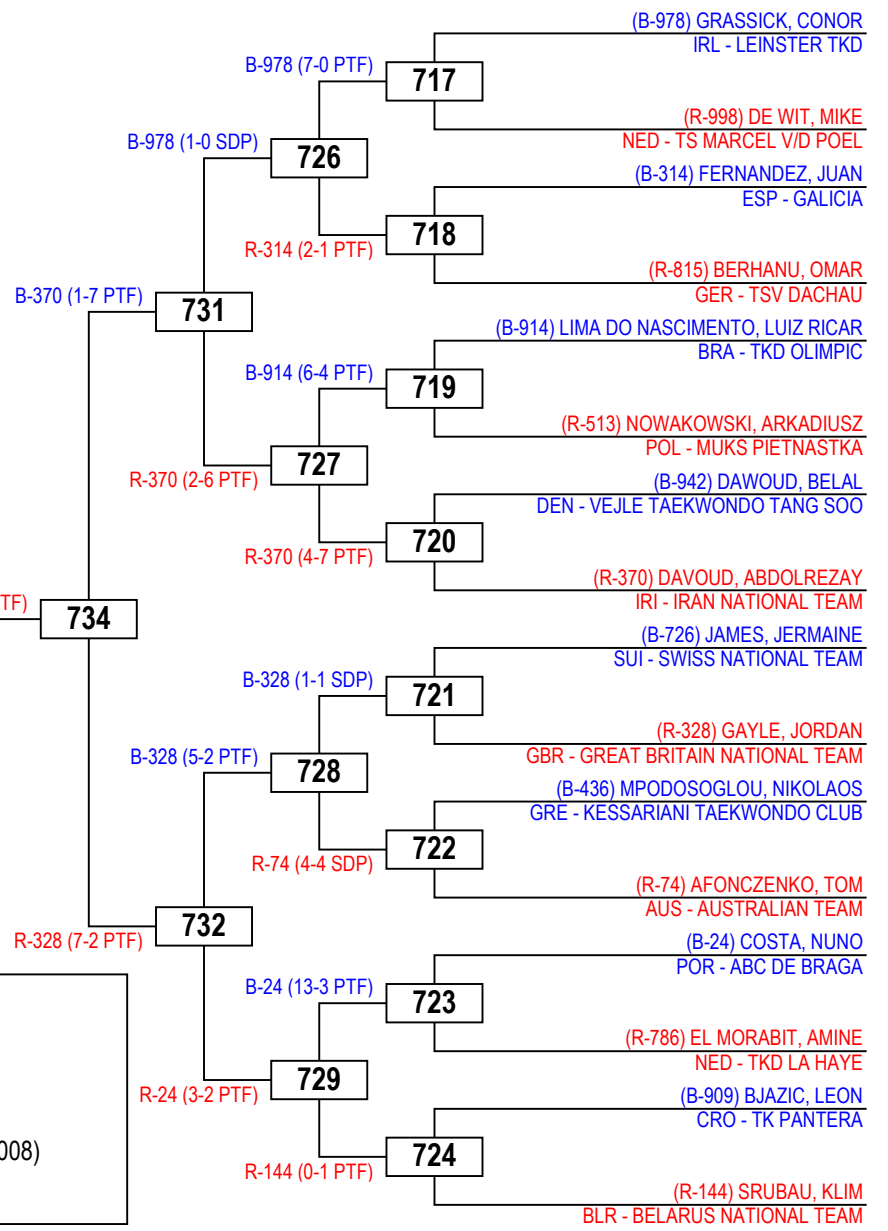 (B-978) GRASSICK, CONOR
IRL - LEINSTER TKD
B-978 (7-0 PTF)
717
(R-998) DE WIT, MIKE
NED - TS MARCEL V/D POEL
B-978 (1-0 SDP)
726
(B-314) FERNANDEZ, JUAN
ESP - GALICIA
R-314 (2-1 PTF)
718
(R-815) BERHANU, OMAR
GER - TSV DACHAU
B-370 (1-7 PTF)
731
(B-914) LIMA DO NASCIMENTO, LUIZ RICAR
BRA - TKD OLIMPIC
B-914 (6-4 PTF)
719
(R-513) NOWAKOWSKI, ARKADIUSZ
POL - MUKS PIETNASTKA
R-370 (2-6 PTF)
727
(B-942) DAWOUD, BELAL
DEN - VEJLE TAEKWONDO TANG SOO
R-370 (4-7 PTF)
720
(R-370) DAVOUD, ABDOLREZAY
IRI - IRAN NATIONAL TEAM
TF)
734
(B-726) JAMES, JERMAINE
SUI - SWISS NATIONAL TEAM
B-328 (1-1 SDP)
721
(R-328) GAYLE, JORDAN
GBR - GREAT BRITAIN NATIONAL TEAM
B-328 (5-2 PTF)
728
(B-436) MPODOSOGLOU, NIKOLAOS
GRE - KESSARIANI TAEKWONDO CLUB
R-74 (4-4 SDP)
722
(R-74) AFONCZENKO, TOM
AUS - AUSTRALIAN TEAM
R-328 (7-2 PTF)
732
(B-24) COSTA, NUNO
POR - ABC DE BRAGA
B-24 (13-3 PTF)
723
(R-786) EL MORABIT, AMINE
NED - TKD LA HAYE
R-24 (3-2 PTF)
729
(B-909) BJAZIC, LEON
CRO - TK PANTERA
R-144 (0-1 PTF)
724
(R-144) SRUBAU, KLIM
BLR - BELARUS NATIONAL TEAM
008)